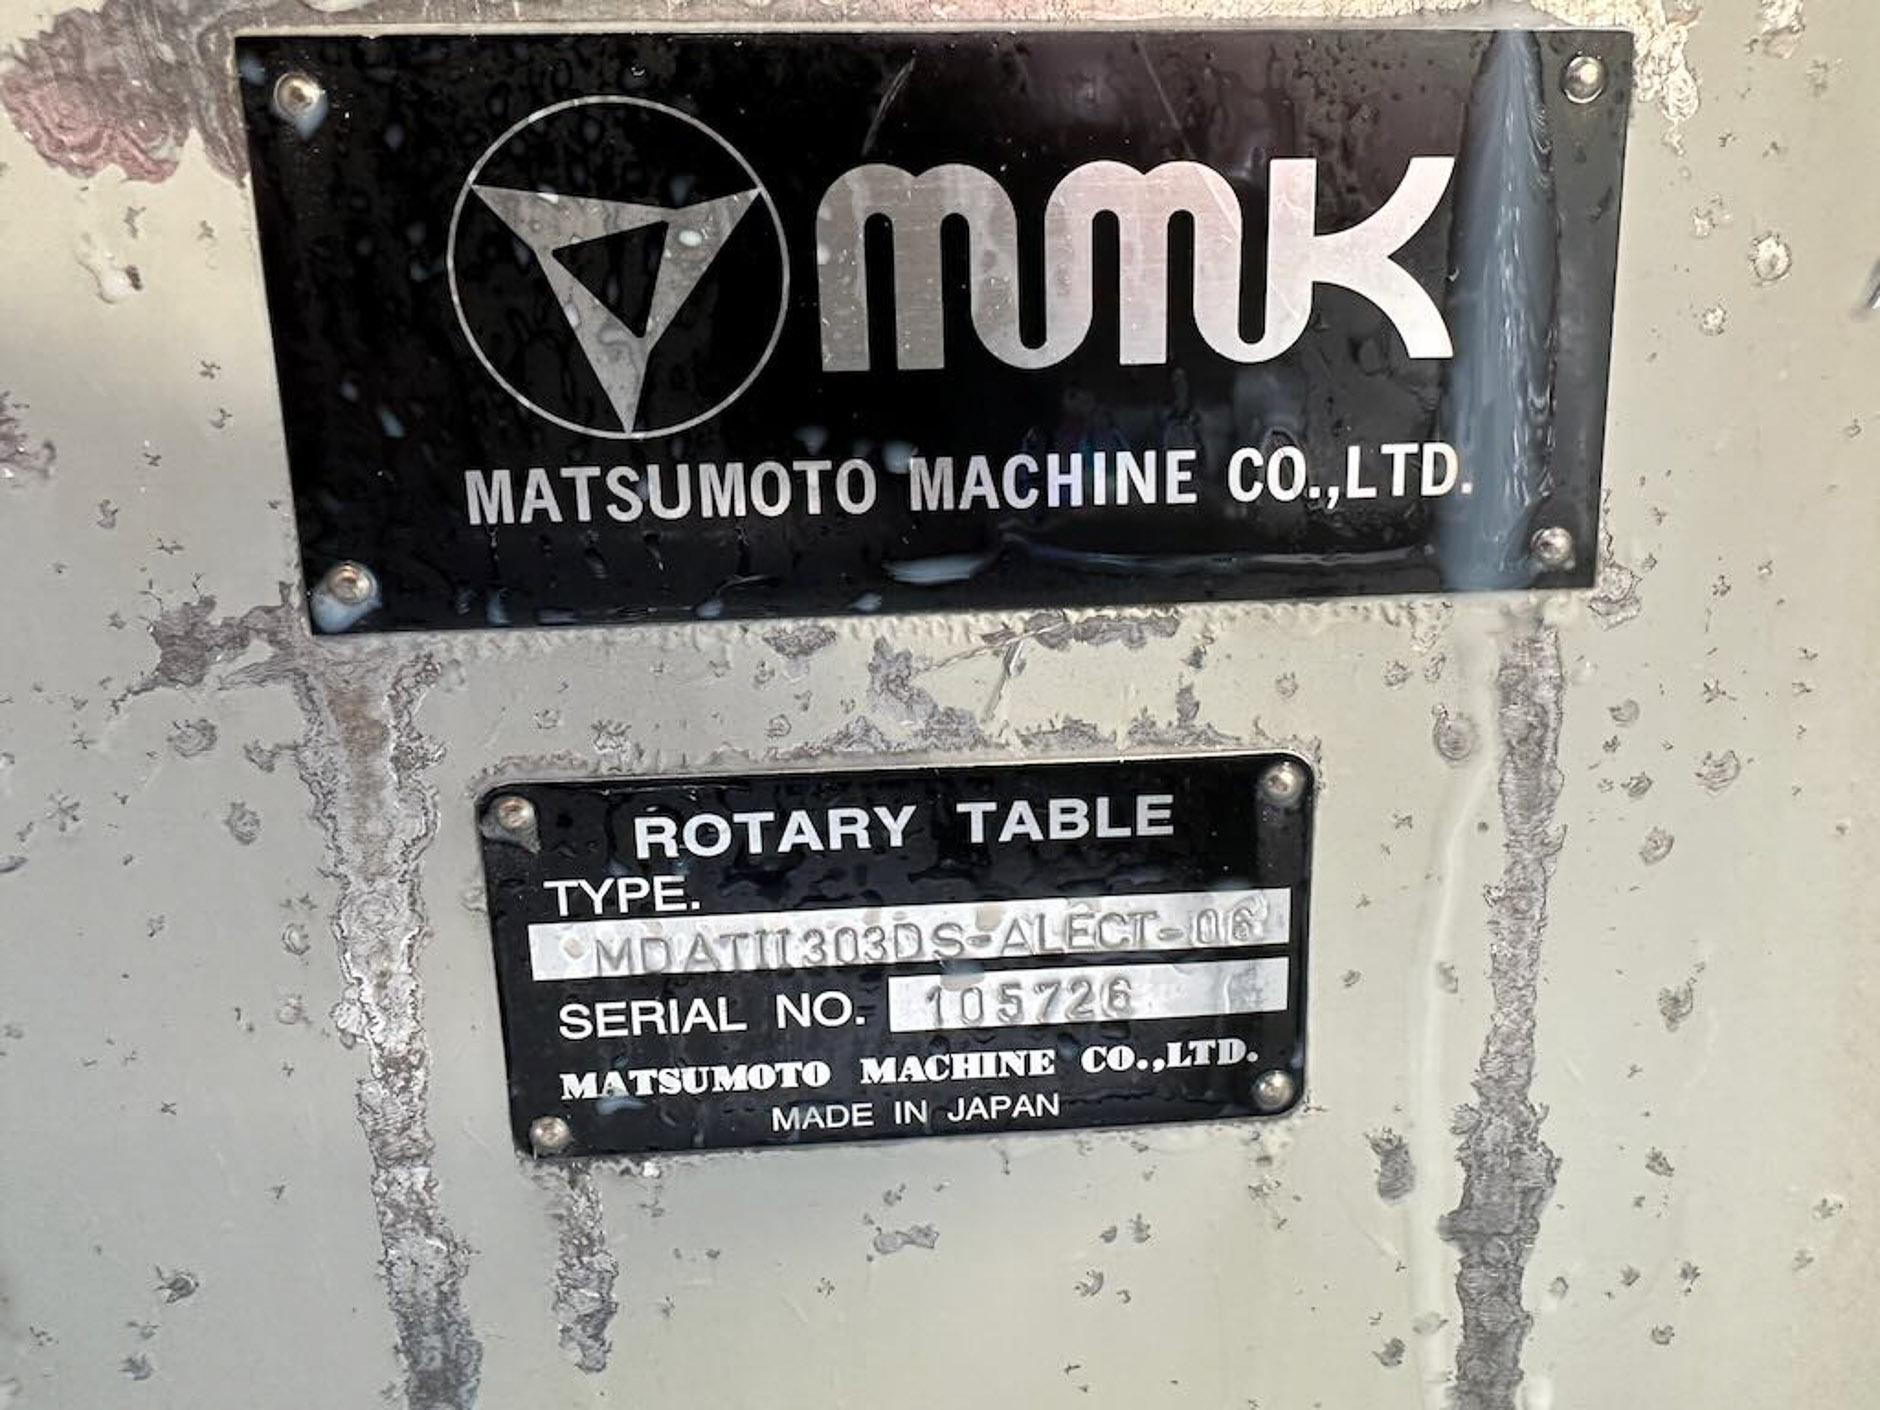 mmK
MATSUMOTO MACHINE CO.,LTD.
ROTARY TABLE
TYPE.
MDATII303DS-ALECT-06
SERIAL NO. 105726
MATSUMOTO MACHINE CO.,LTD.
MADE IN JAPAN